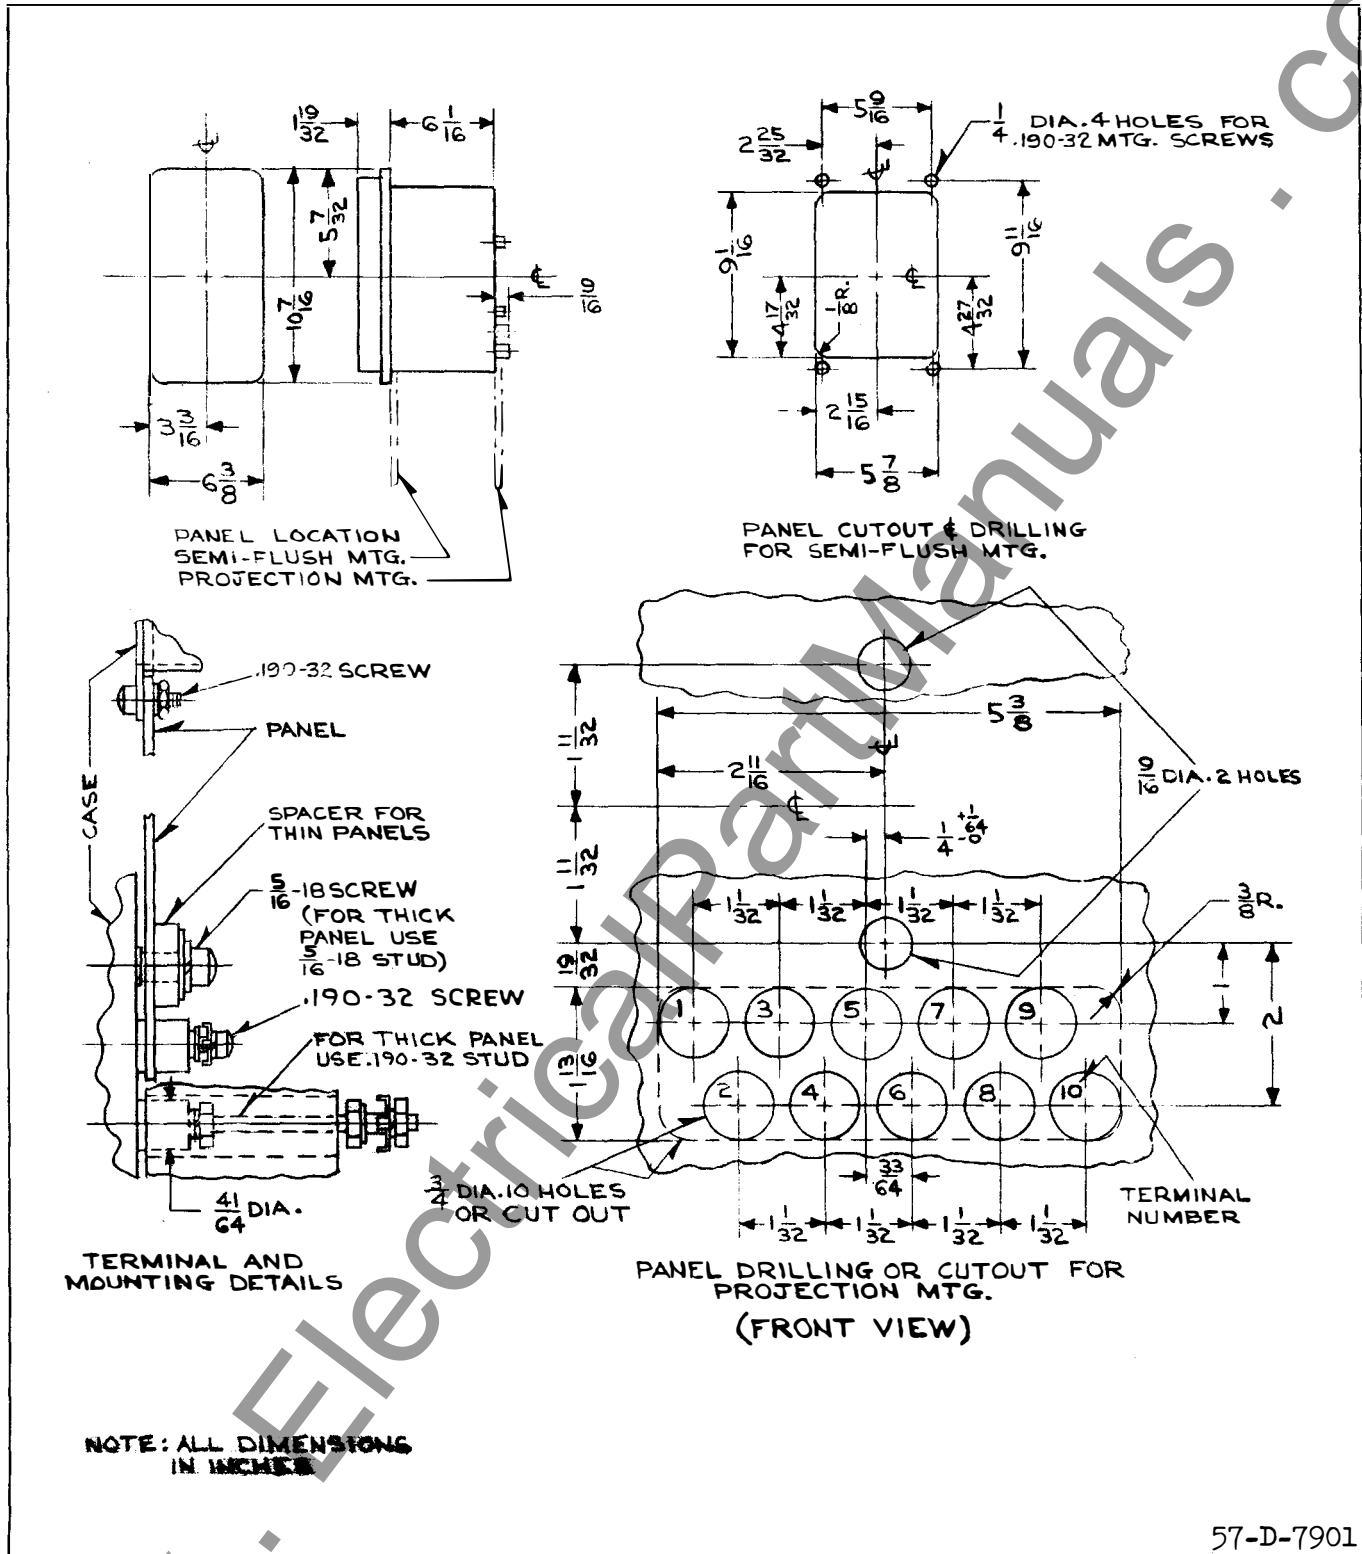 1 19/32
6 1/16
5 7/32
10 7/16
9/16
3 3/16
6 3/8
PANEL LOCATION
SEMI-FLUSH MTG.
PROJECTION MTG.
5 9/16
2 25/32
1/4 DIA. 4 HOLES FOR
.190-32 MTG. SCREWS
9 1/16
9 11/16
4 17/32
1/8 R.
4 27/32
2 15/16
5 7/8
PANEL CUTOUT & DRILLING
FOR SEMI-FLUSH MTG.
.190-32 SCREW
PANEL
CASE
SPACER FOR
THIN PANELS
5/16-18 SCREW
(FOR THICK
PANEL USE
5/16-18 STUD)
.190-32 SCREW
FOR THICK PANEL
USE .190-32 STUD
41/64 DIA.
TERMINAL AND
MOUNTING DETAILS
5 3/8
2 11/16
1 11/32
1 11/32
9/16 DIA. 2 HOLES
1/4 +1/64 -0
1 1/32 1 1/32 1 1/32 1 1/32
3/8 R.
19/32
1
2
1 13/16
1 3 5 7 9
2 4 6 8 10
33/64
3/4 DIA. 10 HOLES
OR CUT OUT
1 1/32 1 1/32 1 1/32 1 1/32
TERMINAL
NUMBER
PANEL DRILLING OR CUTOUT FOR
PROJECTION MTG.
(FRONT VIEW)
NOTE: ALL DIMENSIONS
IN INCHES
57-D-7901
. ElectricalPartManuals . co